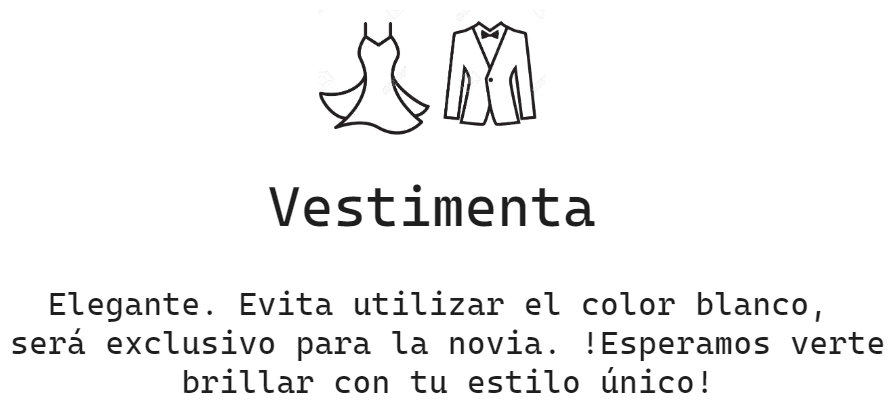 Vestimenta
Elegante. Evita utilizar el color blanco,
será exclusivo para la novia. !Esperamos verte
brillar con tu estilo único!